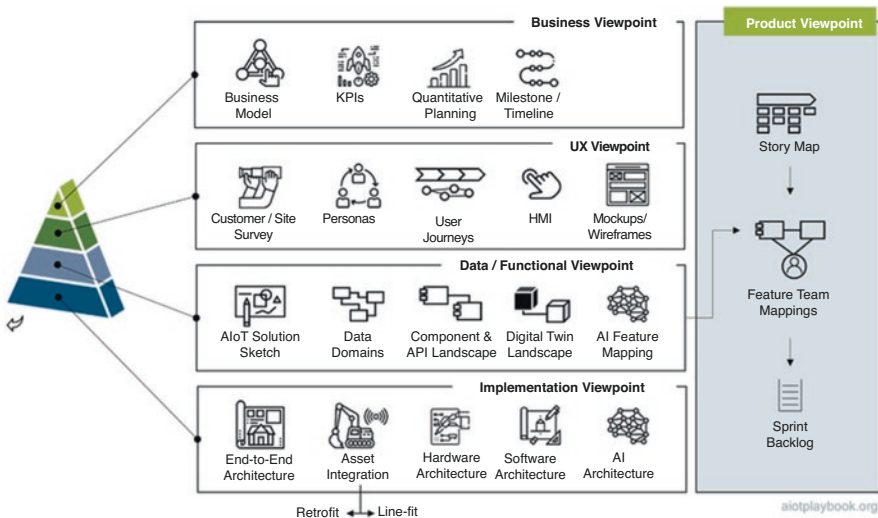 Business Viewpoint
Product Viewpoint
Business
Model
KPIs
Quantitative
Planning
Milestone /
Timeline
Story Map
UX Viewpoint
Customer / Site
Survey
Personas
User
Journeys
HMI
Mockups/
Wireframes
Data / Functional Viewpoint
Feature Team
Mappings
AIoT Solution
Sketch
Data
Domains
Component &
API Landscape
Digital Twin
Landscape
AI Feature
Mapping
Implementation Viewpoint
Sprint
Backlog
End-to-End
Architecture
Asset
Integration
Hardware
Architecture
Software
Architecture
AI
Architecture
Retrofit
Line-fit
aiotplaybook.org